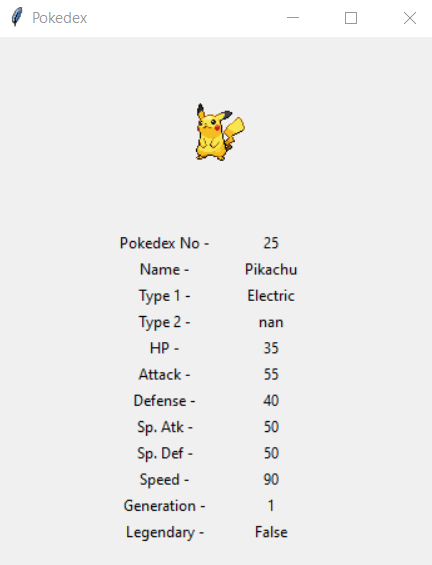 Pokedex
Pokedex No - 25
Name - Pikachu
Type 1 - Electric
Type 2 - nan
HP - 35
Attack - 55
Defense - 40
Sp. Atk - 50
Sp. Def - 50
Speed - 90
Generation - 1
Legendary - False